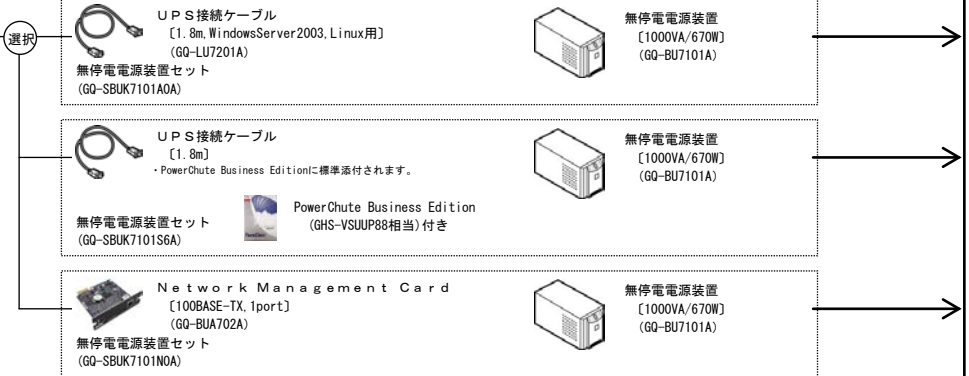 選択
ＵＰＳ接続ケーブル
〔1.8m,WindowsServer2003,Linux用〕
(GQ-LU7201A)
無停電電源装置セット
(GQ-SBUK7101A0A)
無停電電源装置
〔1000VA/670W〕
(GQ-BU7101A)
ＵＰＳ接続ケーブル
〔1.8m〕
・PowerChute Business Editionに標準添付されます。
PowerChute Business Edition
(GHS-VSUUP88相当)付き
無停電電源装置セット
(GQ-SBUK7101S6A)
無停電電源装置
〔1000VA/670W〕
(GQ-BU7101A)
Ｎｅｔｗｏｒｋ Ｍａｎａｇｅｍｅｎｔ Ｃａｒｄ
〔100BASE-TX,1port〕
(GQ-BUA702A)
無停電電源装置セット
(GQ-SBUK7101N0A)
無停電電源装置
〔1000VA/670W〕
(GQ-BU7101A)